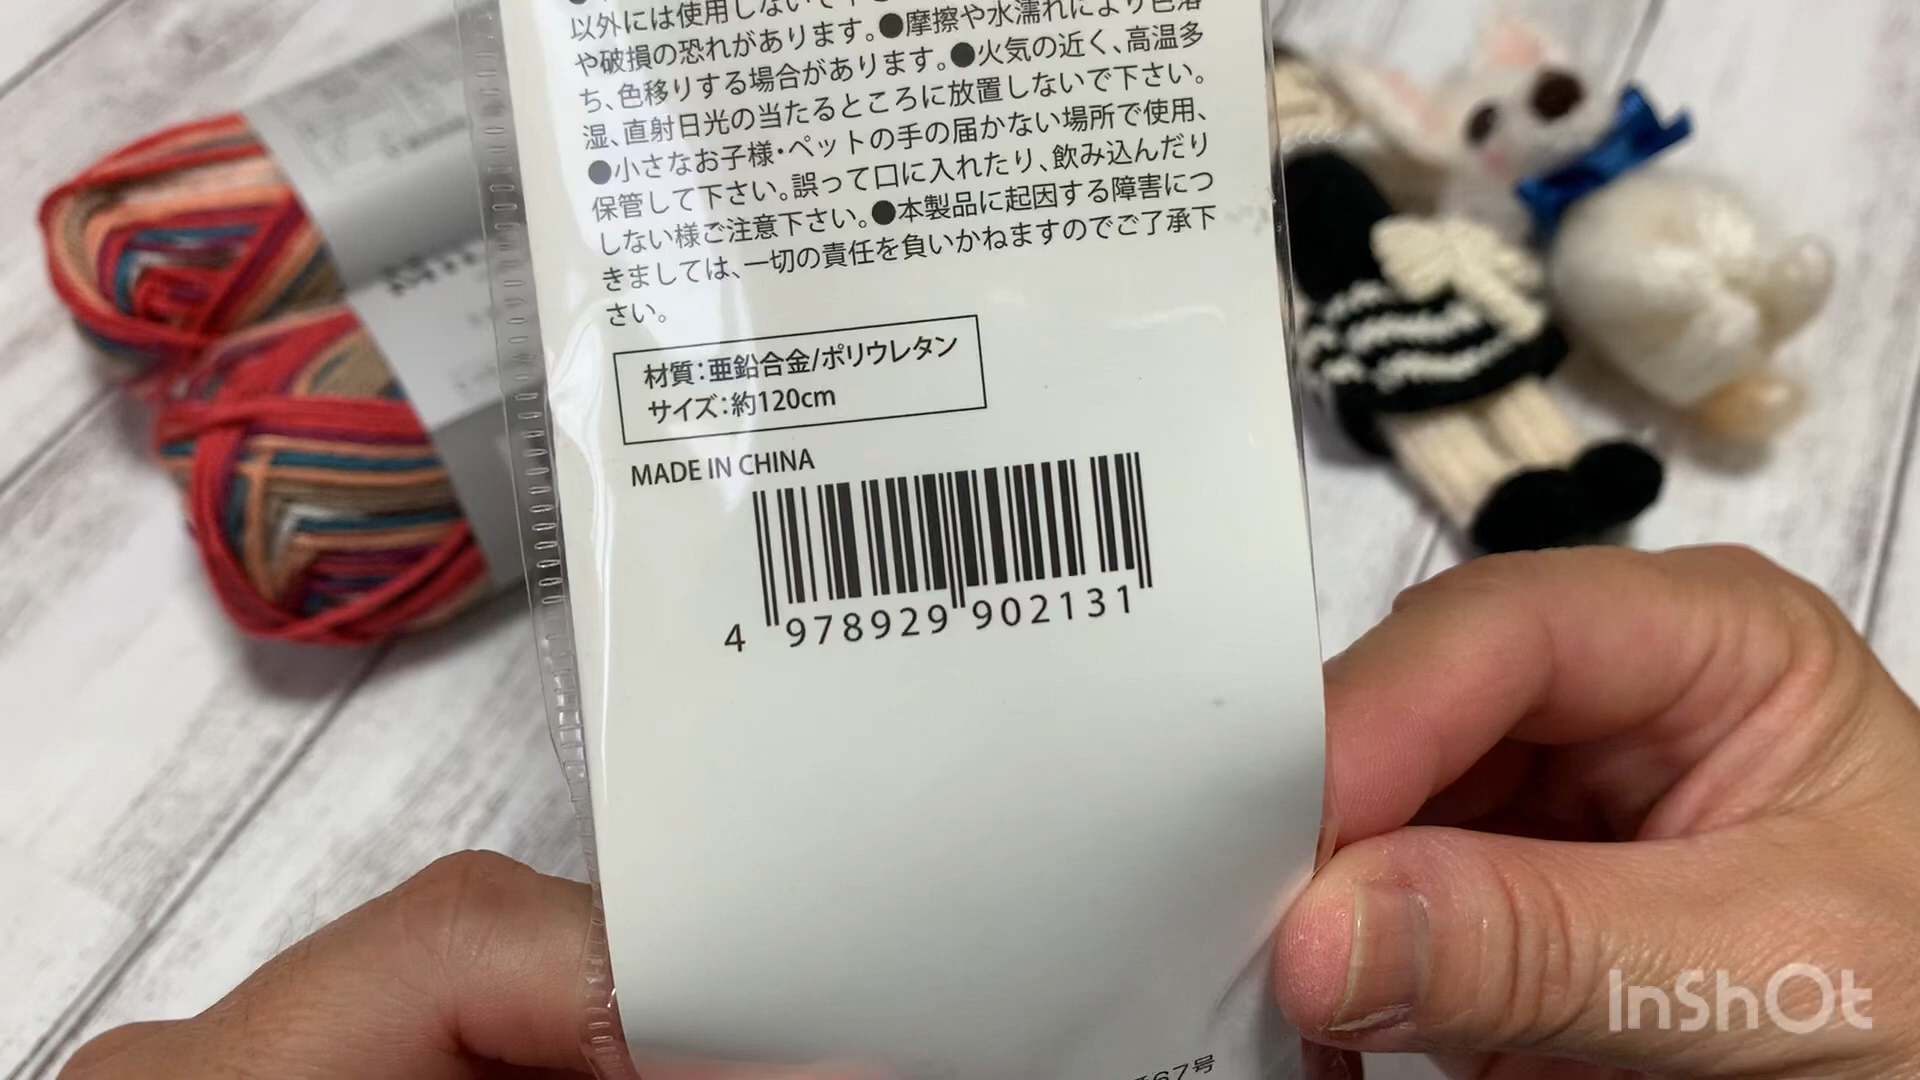 以外には使用しないで下さ
や破損の恐れがあります。●摩擦や水濡れにより色落
ち、色移りする場合があります。●火気の近く、高温多
湿、直射日光の当たるところに放置しないで下さい。
●小さなお子様・ペットの手の届かない場所で使用、
保管して下さい。誤って口に入れたり、飲み込んだり
しない様ご注意下さい。●本製品に起因する障害につ
きましては、一切の責任を負いかねますのでご了承下
さい。
材質:亜鉛合金/ポリウレタン
サイズ:約120cm
MADE IN CHINA
4 978929 902131
67号
InShOt